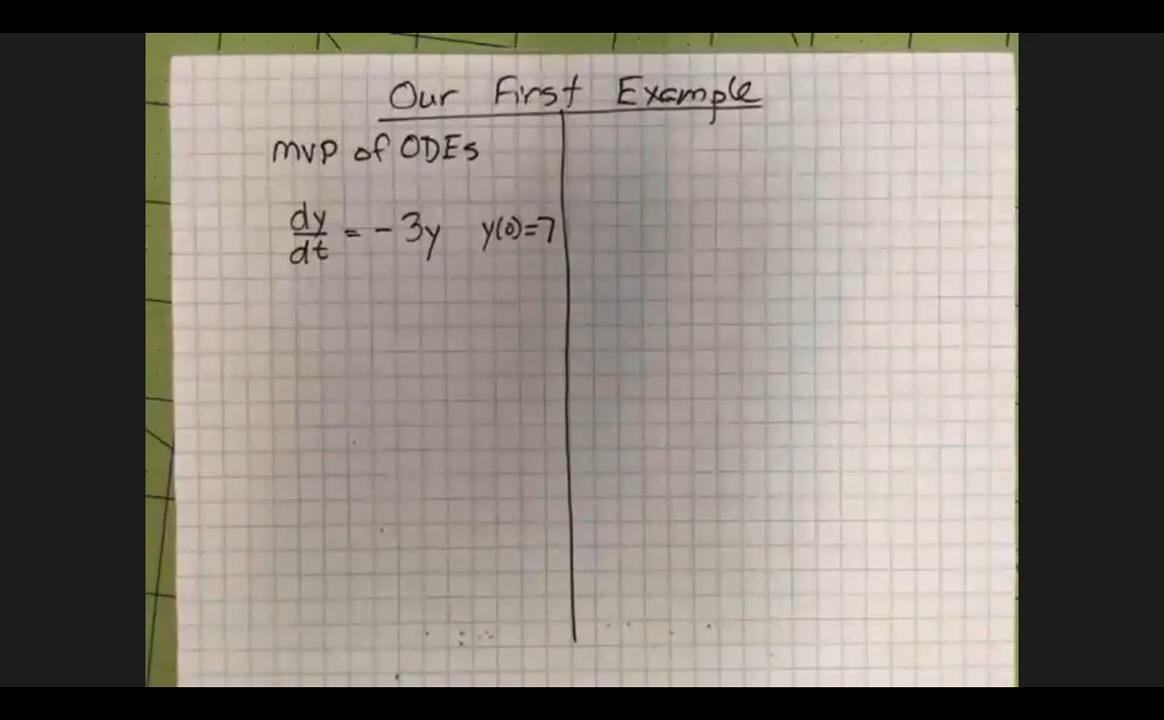 Our First Example
MVP of ODEs
dy/dt = -3y y(0)=7